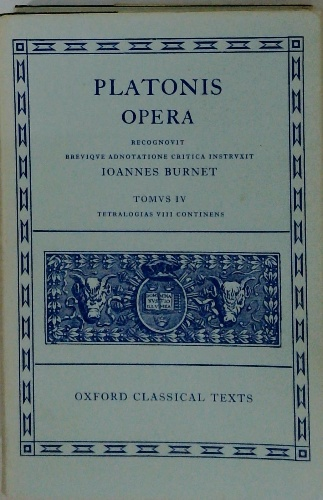 PLATONIS
OPERA
RECOGNOVIT
BREVIQVE ADNOTATIONE CRITICA INSTRVXIT
IOANNES BURNET
TOMVS IV
TETRALOGIAS VIII CONTINENS
OXFORD CLASSICAL TEXTS